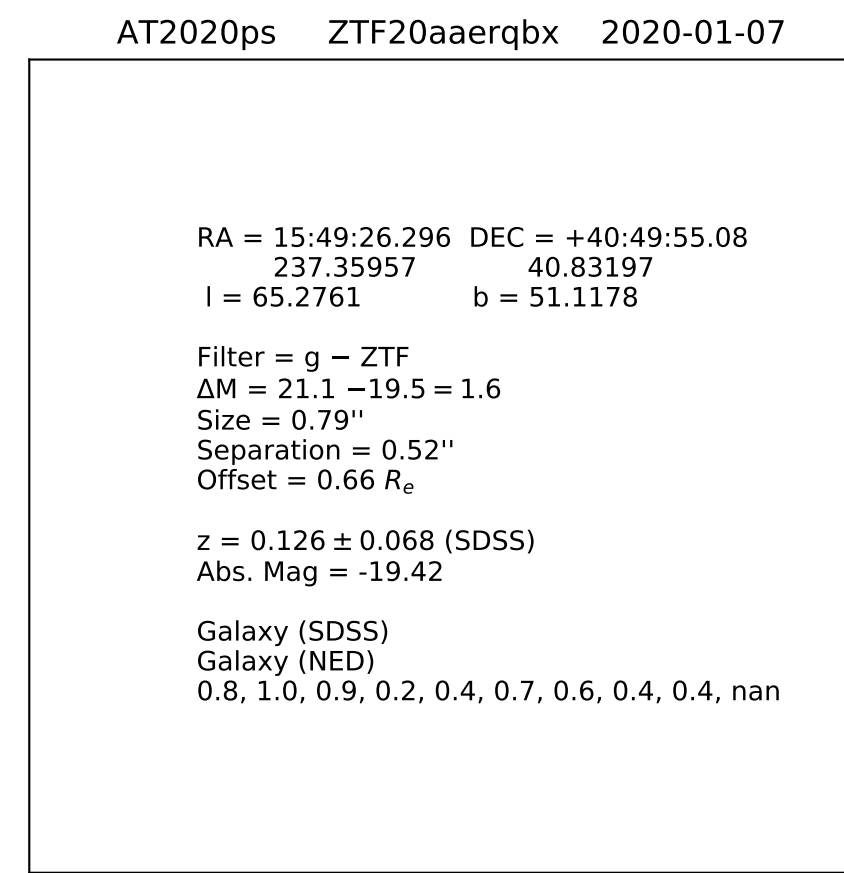 AT2020ps ZTF20aaerqbx 2020-01-07
RA = 15:49:26.296 DEC = +40:49:55.08
237.35957 40.83197
l = 65.2761 b = 51.1178
Filter = g − ZTF
ΔM = 21.1 −19.5 = 1.6
Size = 0.79''
Separation = 0.52''
Offset = 0.66 Re
z = 0.126 ± 0.068 (SDSS)
Abs. Mag = -19.42
Galaxy (SDSS)
Galaxy (NED)
0.8, 1.0, 0.9, 0.2, 0.4, 0.7, 0.6, 0.4, 0.4, nan